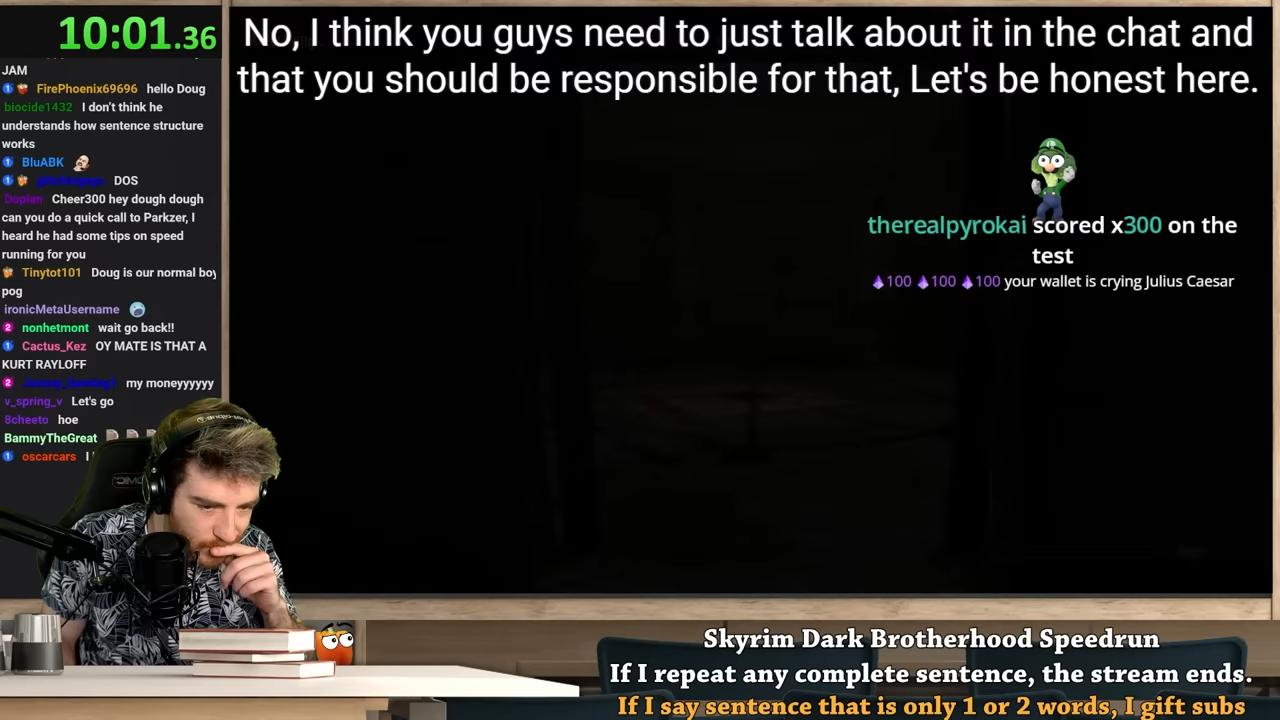 10:01.36
No, I think you guys need to just talk about it in the chat and
that you should be responsible for that, Let's be honest here.
JAM
FirePhoenix69696 hello Doug
biocide1432 I don't think he
understands how sentence structure
works
BluABK
DOS
Duplan Cheer300 hey dough dough
can you do a quick call to Parkzer, I
heard he had some tips on speed
running for you
Tinytot101 Doug is our normal boy
pog
ironicMetaUsername
nonhetmont wait go back!!
Cactus_Kez OY MATE IS THAT A
KURT RAYLOFF
my moneyyyyyy
v_spring_v Let's go
8cheeto hoe
BammyTheGreat
oscarcars I
therealpyrokai scored x300 on the
test
100 100 100 your wallet is crying Julius Caesar
Skyrim Dark Brotherhood Speedrun
If I repeat any complete sentence, the stream ends.
If I say sentence that is only 1 or 2 words, I gift subs